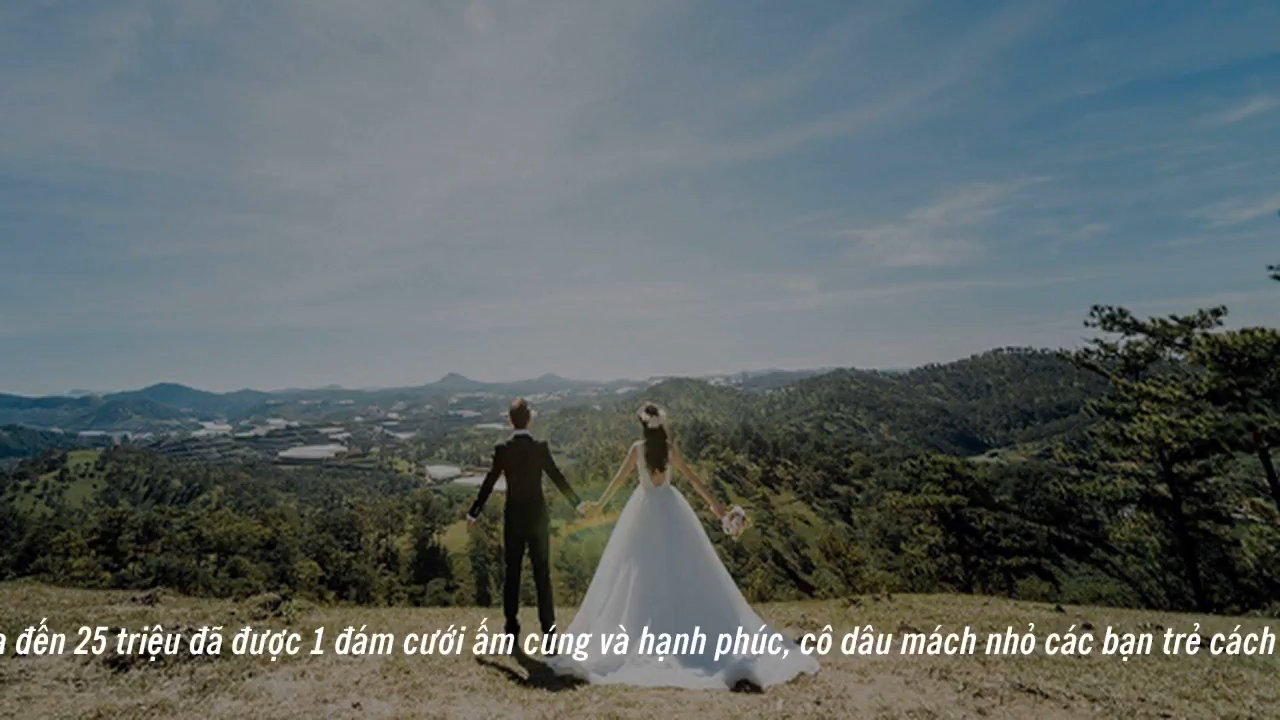 đến 25 triệu đã được 1 đám cưới ấm cúng và hạnh phúc, cô dâu mách nhỏ các bạn trẻ cách